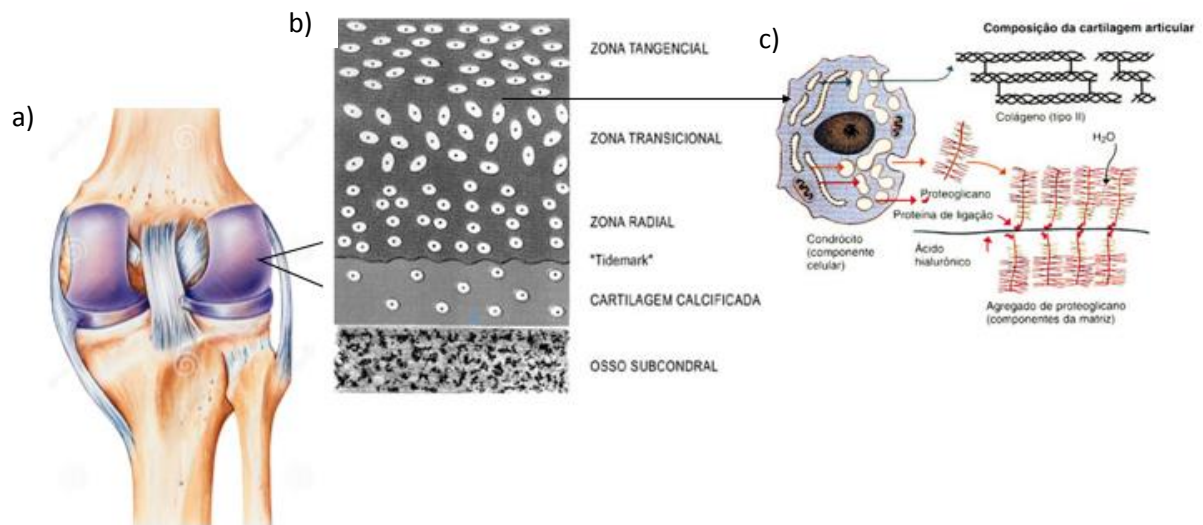 a)
b)
ZONA TANGENCIAL
ZONA TRANSICIONAL
ZONA RADIAL
"Tidemark"
CARTILAGEM CALCIFICADA
OSSO SUBCONDRAL
c)
Composição da cartilagem articular
Colágeno (tipo II)
H₂O
Proteoglicano
Proteína de ligação
Condrócito
(componente
celular)
Ácido
hialurônico
Agregado de proteoglicano
(componentes da matriz)